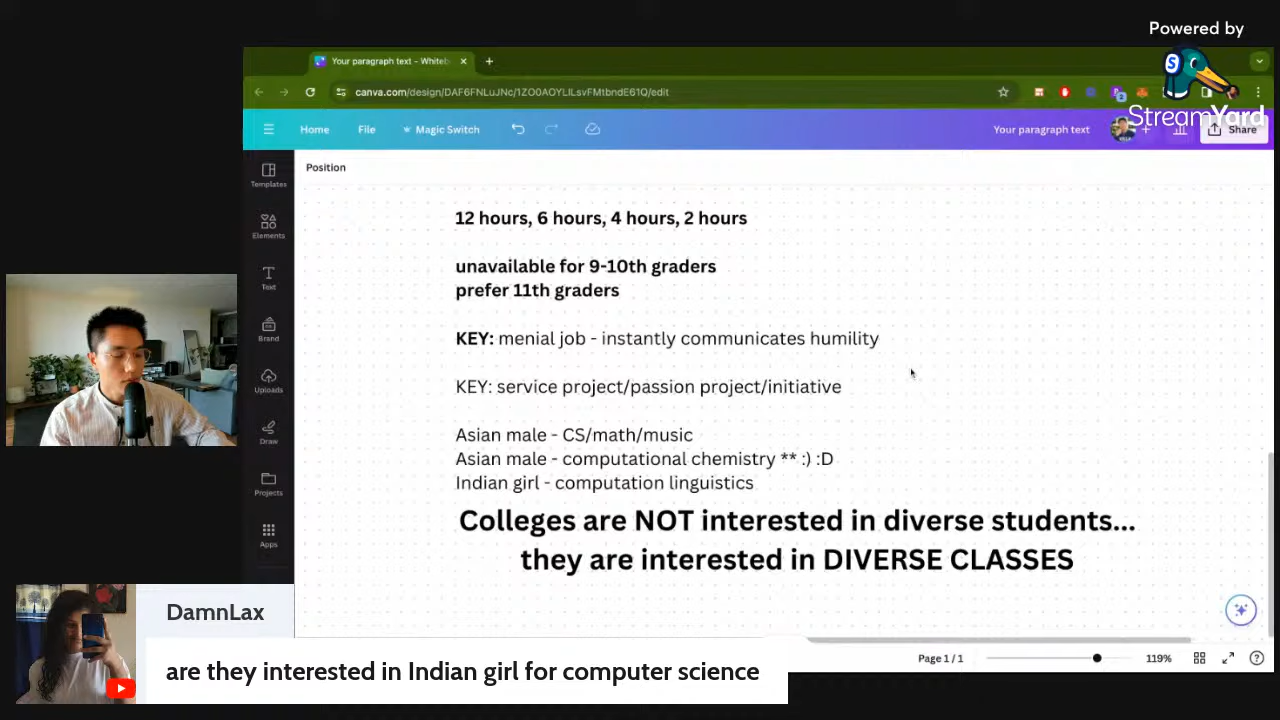 Powered by
StreamYard
Your paragraph text - Whiteb
canva.com/design/DAF6FNLuJNc/1ZO0AOYLILsvFMtbndE61Q/edit
Home File Magic Switch Your paragraph text Share
Position
Templates
Elements
Text
Brand
Uploads
Draw
Projects
Apps
12 hours, 6 hours, 4 hours, 2 hours
unavailable for 9-10th graders
prefer 11th graders
KEY: menial job - instantly communicates humility
KEY: service project/passion project/initiative
Asian male - CS/math/music
Asian male - computational chemistry ** :) :D
Indian girl - computation linguistics
Colleges are NOT interested in diverse students...
they are interested in DIVERSE CLASSES
DamnLax
are they interested in Indian girl for computer science
Page 1 / 1 119%